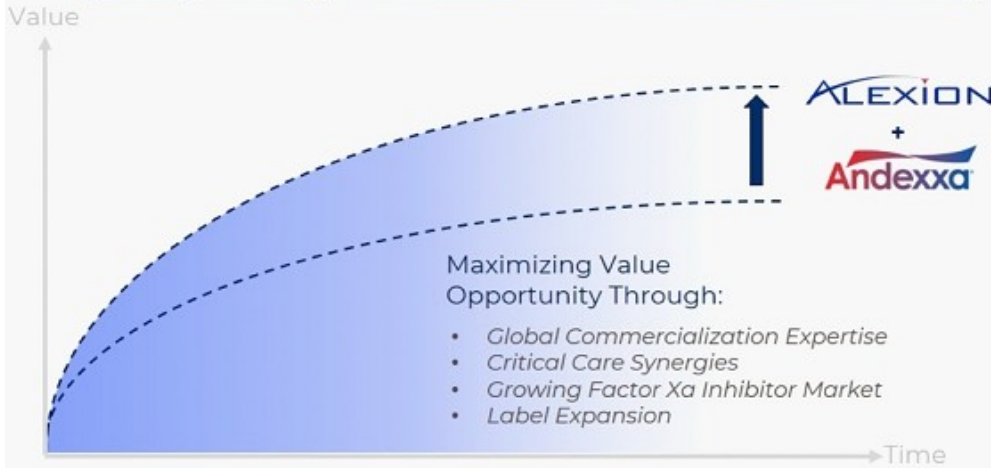 Value
ALEXION
+
Andexxa
Maximizing Value
Opportunity Through:
• Global Commercialization Expertise
• Critical Care Synergies
• Growing Factor Xa Inhibitor Market
• Label Expansion
Time